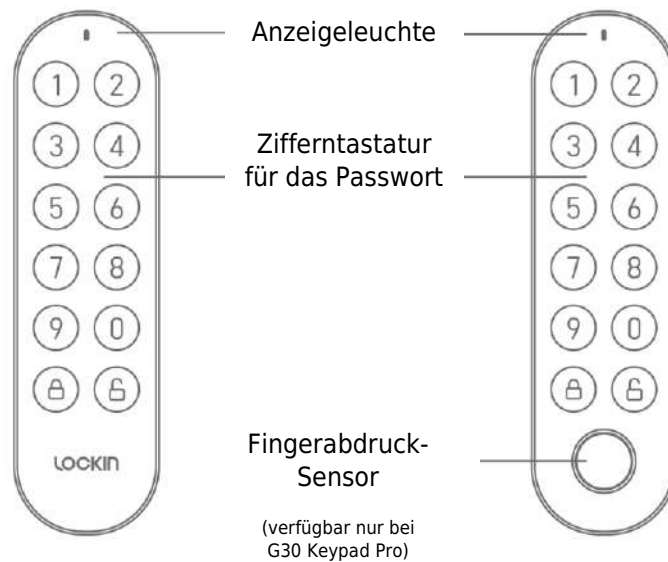 Anzeigeleuchte
1 2
1 2
3 4
3 4
Zifferntastatur
für das Passwort
5 6
5 6
7 8
7 8
9 0
9 0
LOCKIN
Fingerabdruck-
Sensor
(verfügbar nur bei
G30 Keypad Pro)